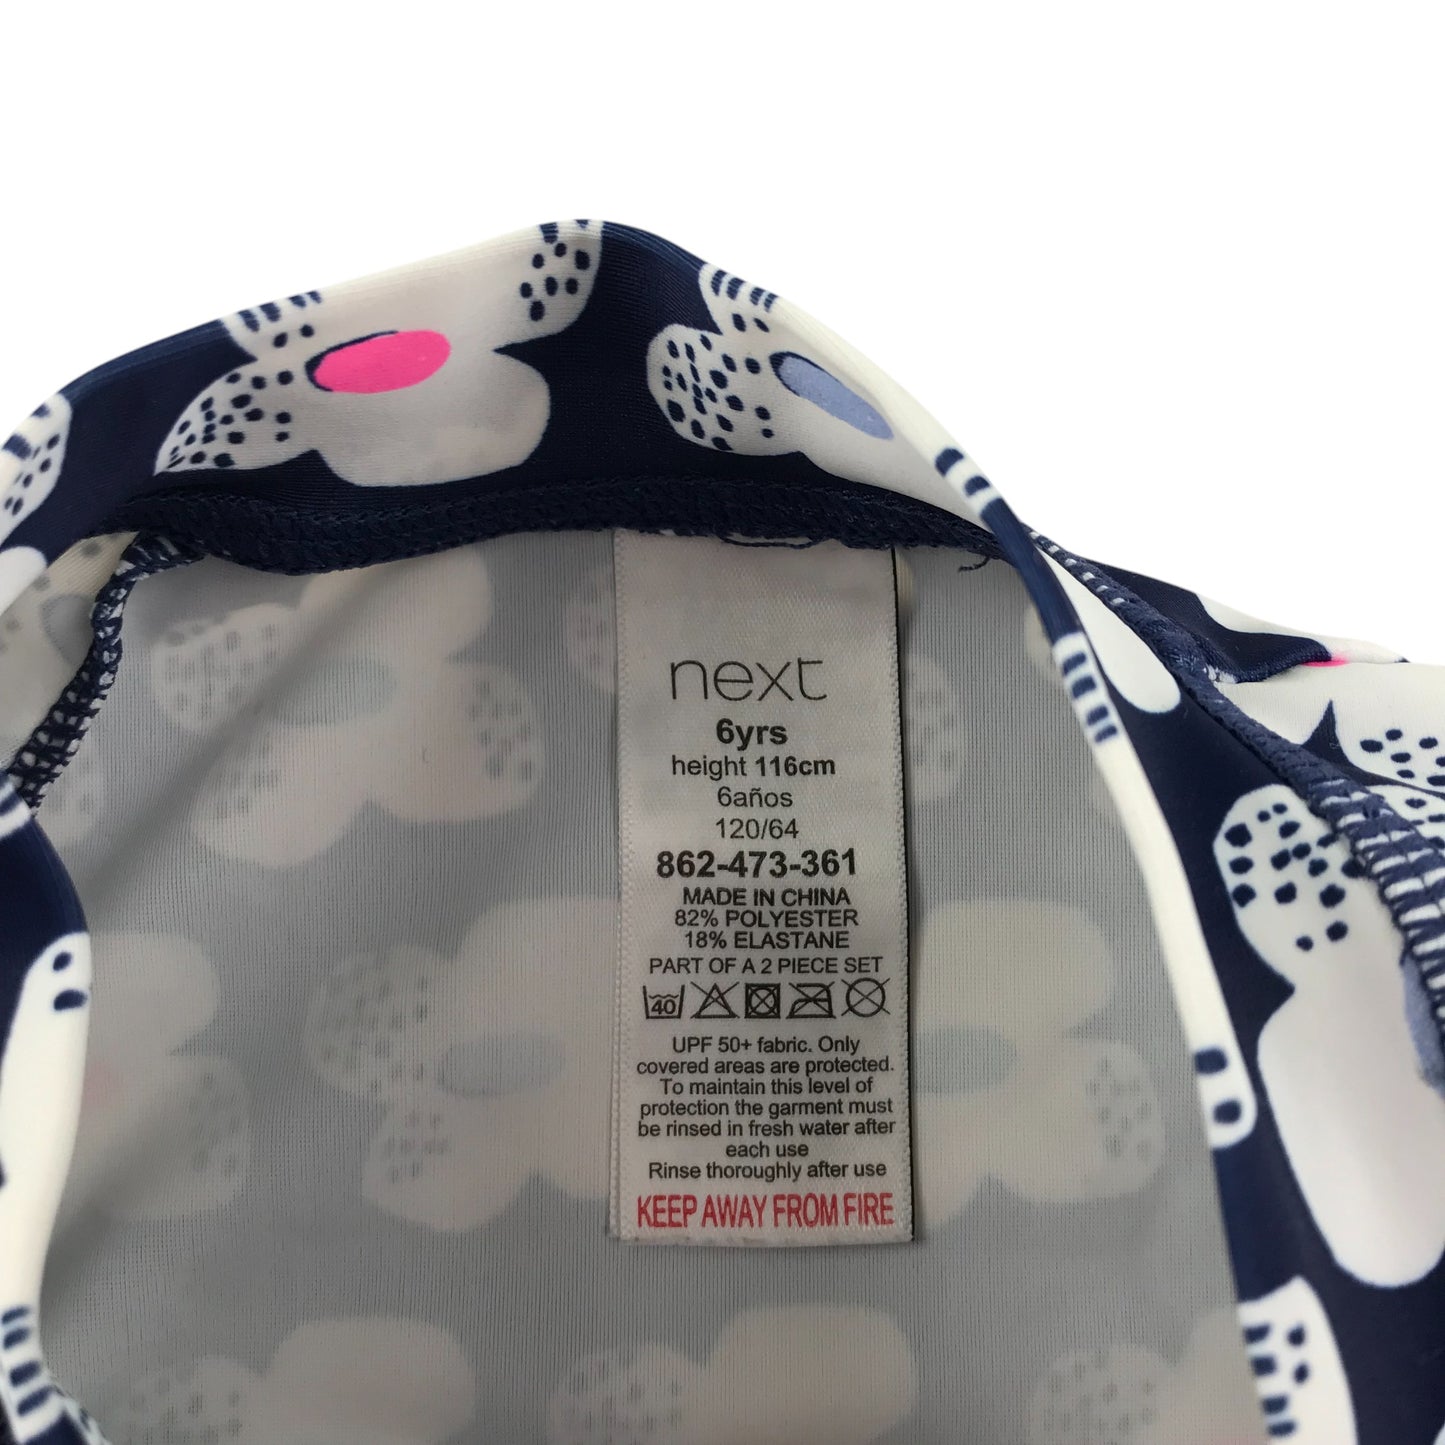 next
6yrs
height 116cm
6años
120/64
862-473-361
MADE IN CHINA
82% POLYESTER
18% ELASTANE
PART OF A 2 PIECE SET
40
UPF 50+ fabric. Only
covered areas are protected.
To maintain this level of
protection the garment must
be rinsed in fresh water after
each use
Rinse thoroughly after use
KEEP AWAY FROM FIRE